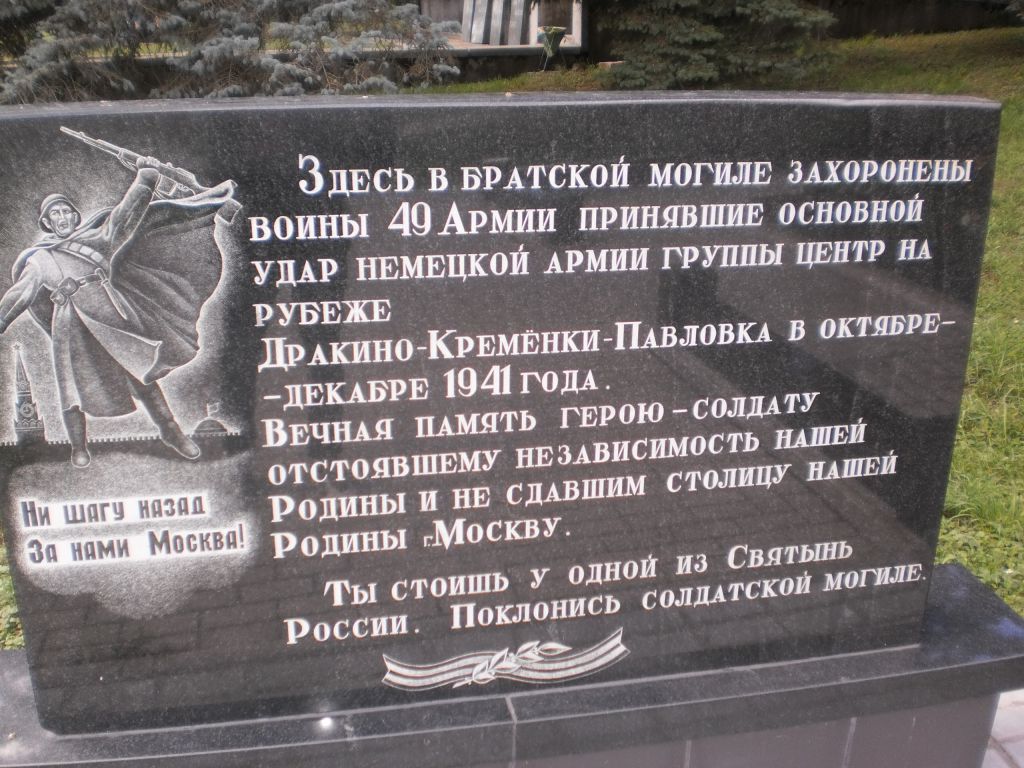 Здесь в братской могиле захоронены
воины 49 Армии принявшие основной
удар немецкой армии группы центр на
рубеже
Дракино-Кремёнки-Павловка в октябре-
-декабре 1941 года.
Вечная память герою-солдату
отстоявшему независимость нашей
Родины и не сдавшим столицу нашей
Родины г.Москву.
Ты стоишь у одной из Святынь
России. Поклонись солдатской могиле.
Ни шагу назад
За нами Москва!